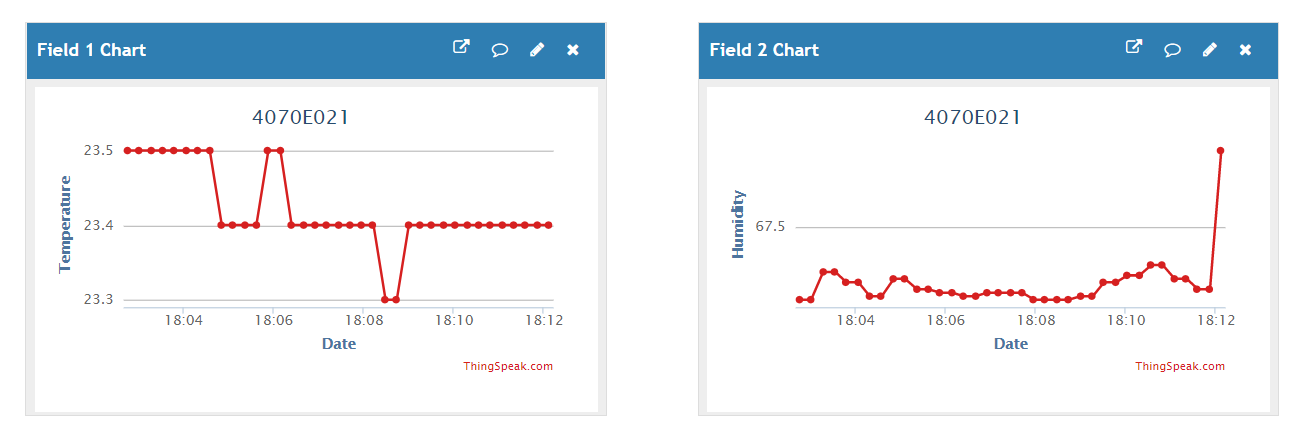 Field 1 Chart
4070E021
Temperature
23.5
23.4
23.3
18:04 18:06 18:08 18:10 18:12
Date
ThingSpeak.com
Field 2 Chart
4070E021
Humidity
67.5
18:04 18:06 18:08 18:10 18:12
Date
ThingSpeak.com